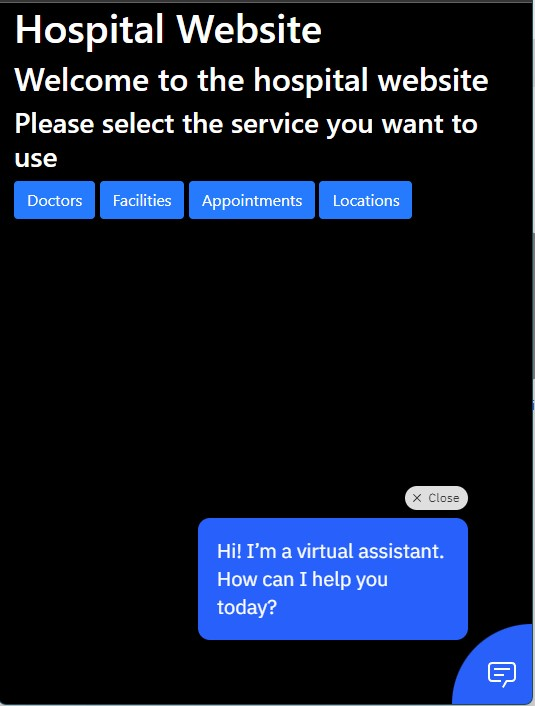 Hospital Website
Welcome to the hospital website
Please select the service you want to
use
Doctors Facilities Appointments Locations
Close
Hi! I’m a virtual assistant.
How can I help you
today?